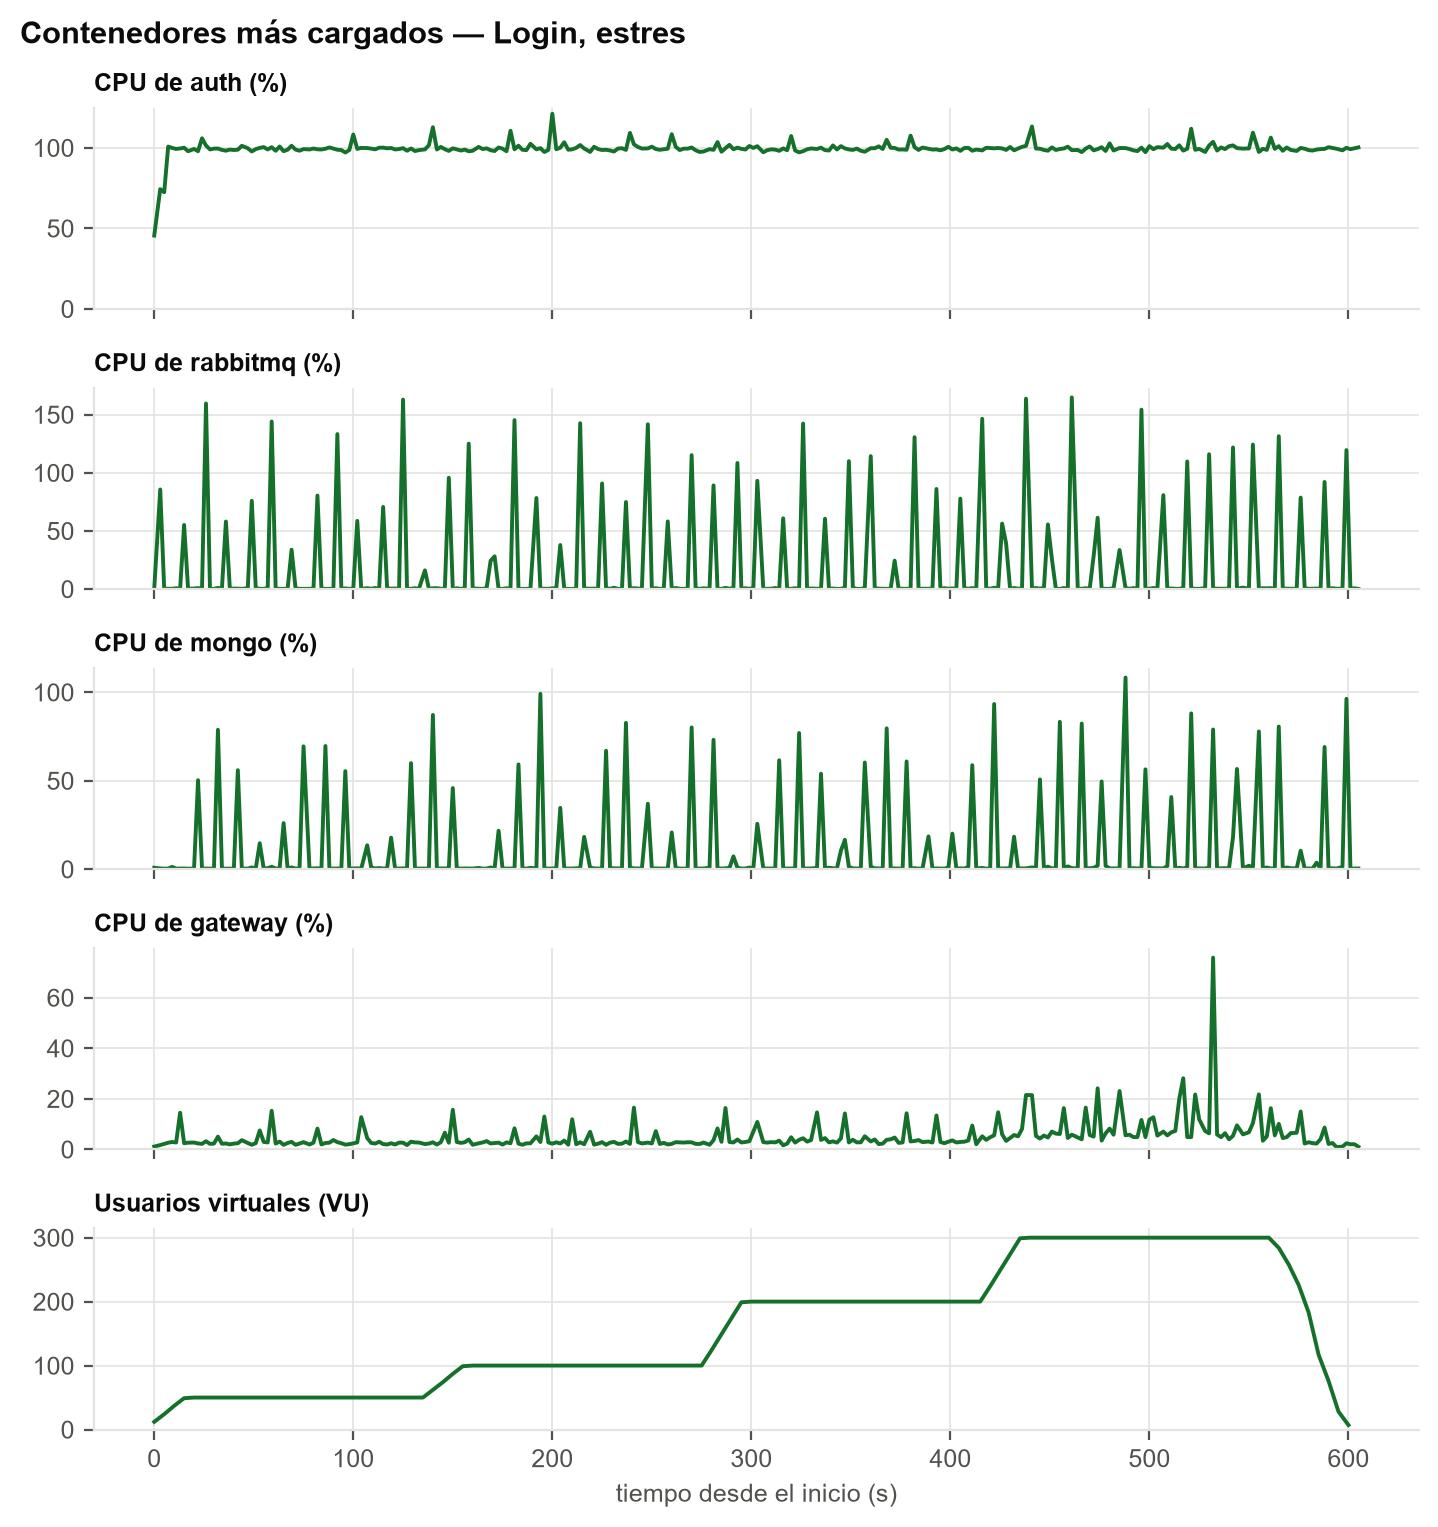 Contenedores más cargados — Login, estres
CPU de auth (%)
100
50
0
CPU de rabbitmq (%)
150
100
50
0
CPU de mongo (%)
100
50
0
CPU de gateway (%)
60
40
20
0
Usuarios virtuales (VU)
300
200
100
0
0 100 200 300 400 500 600
tiempo desde el inicio (s)